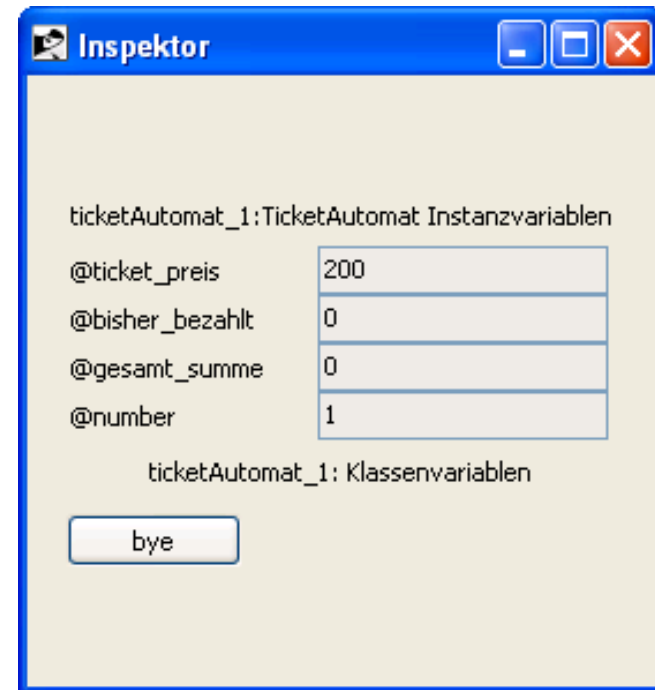 Inspektor
ticketAutomat_1:TicketAutomat Instanzvariablen
@ticket_preis 200
@bisher_bezahlt 0
@gesamt_summe 0
@number 1
ticketAutomat_1: Klassenvariablen
bye